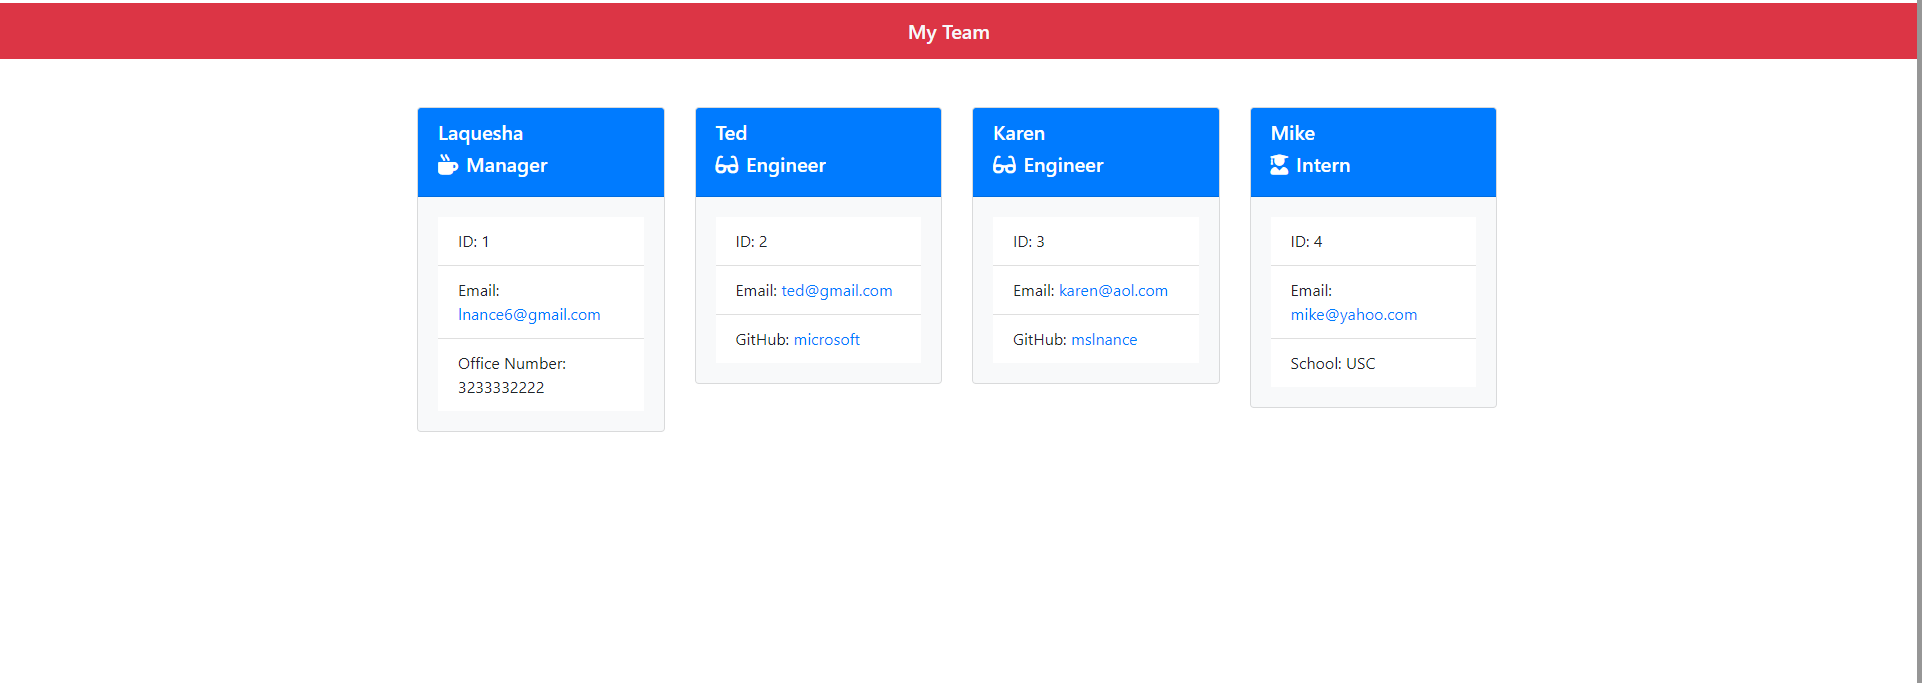 My Team
Laquesha
Manager
ID: 1
Email:
lnance6@gmail.com
Office Number:
3233332222
Ted
Engineer
ID: 2
Email: ted@gmail.com
GitHub: microsoft
Karen
Engineer
ID: 3
Email: karen@aol.com
GitHub: mslnance
Mike
Intern
ID: 4
Email:
mike@yahoo.com
School: USC